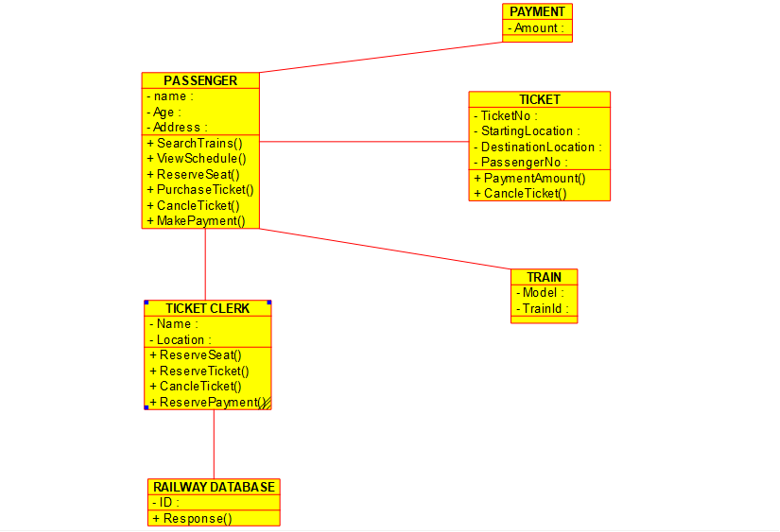 PAYMENT
- Amount :
PASSENGER
- name :
- Age :
- Address :
+ SearchTrains()
+ ViewSchedule()
+ ReserveSeat()
+ PurchaseTicket()
+ CancleTicket()
+ MakePayment()
TICKET
- TicketNo :
- StartingLocation :
- DestinationLocation :
- PassengerNo :
+ PaymentAmount()
+ CancleTicket()
TRAIN
- Model :
- TrainId :
TICKET CLERK
- Name :
- Location :
+ ReserveSeat()
+ ReserveTicket()
+ CancleTicket()
+ ReservePayment()
RAILWAY DATABASE
- ID :
+ Response()